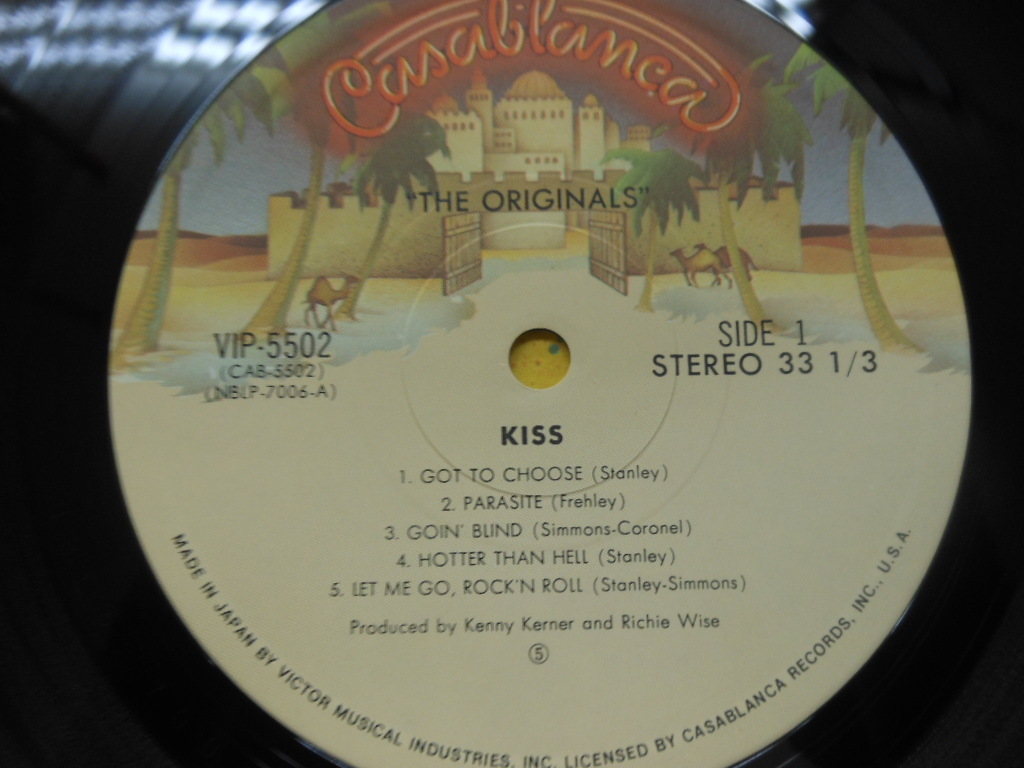 Casablanca
"THE ORIGINALS"
VIP-5502
(CAB-5502)
(NBLP-7006-A)
SIDE 1
STEREO 33 1/3
KISS
1. GOT TO CHOOSE (Stanley)
2. PARASITE (Frehley)
3. GOIN' BLIND (Simmons-Coronel)
4. HOTTER THAN HELL (Stanley)
5. LET ME GO, ROCK'N ROLL (Stanley-Simmons)
Produced by Kenny Kerner and Richie Wise
⑤
MADE IN JAPAN BY VICTOR MUSICAL INDUSTRIES, INC. LICENSED BY CASABLANCA RECORDS, INC., U.S.A.